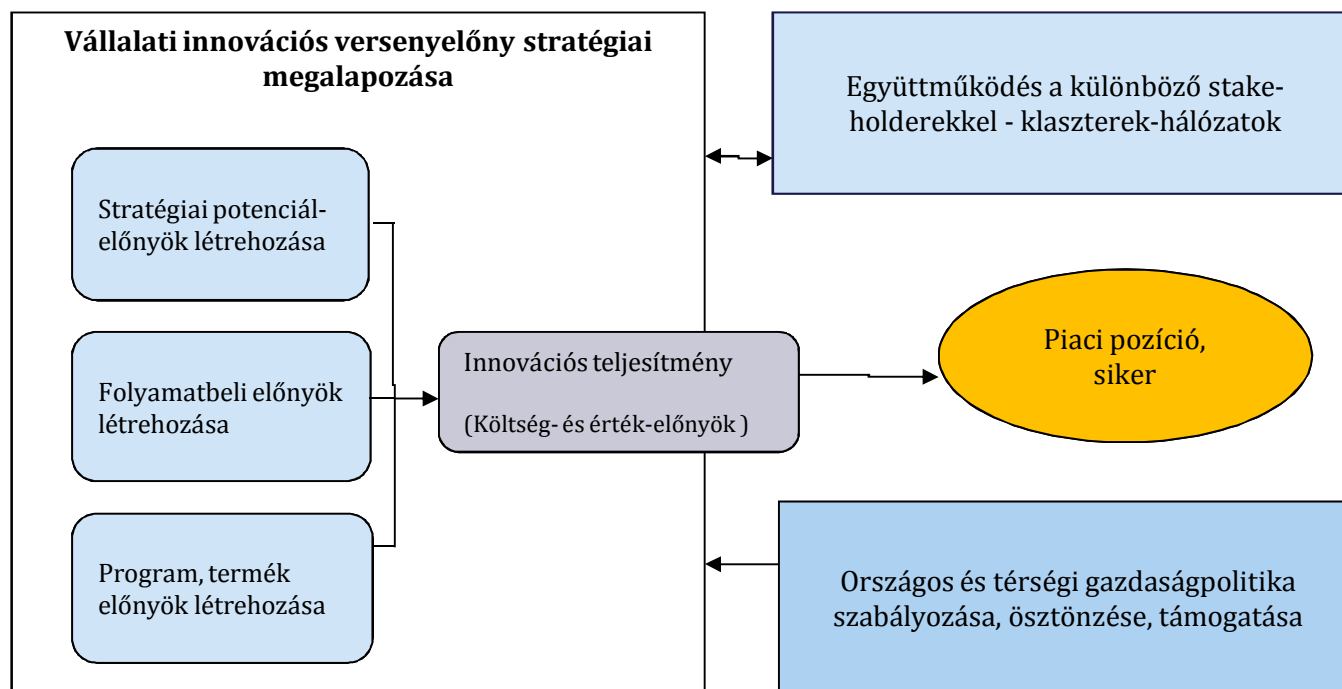 Vállalati innovációs versenyelőny stratégiai
megalapozása
Stratégiai potenciál-
előnyök létrehozása
Folyamatbeli előnyök
létrehozása
Program, termék
előnyök létrehozása
Innovációs teljesítmény
(Költség- és érték-előnyök )
Együttműködés a különböző stake-
holderekkel - klaszterek-hálózatok
Piaci pozíció,
siker
Országos és térségi gazdaságpolitika
szabályozása, ösztönzése, támogatása